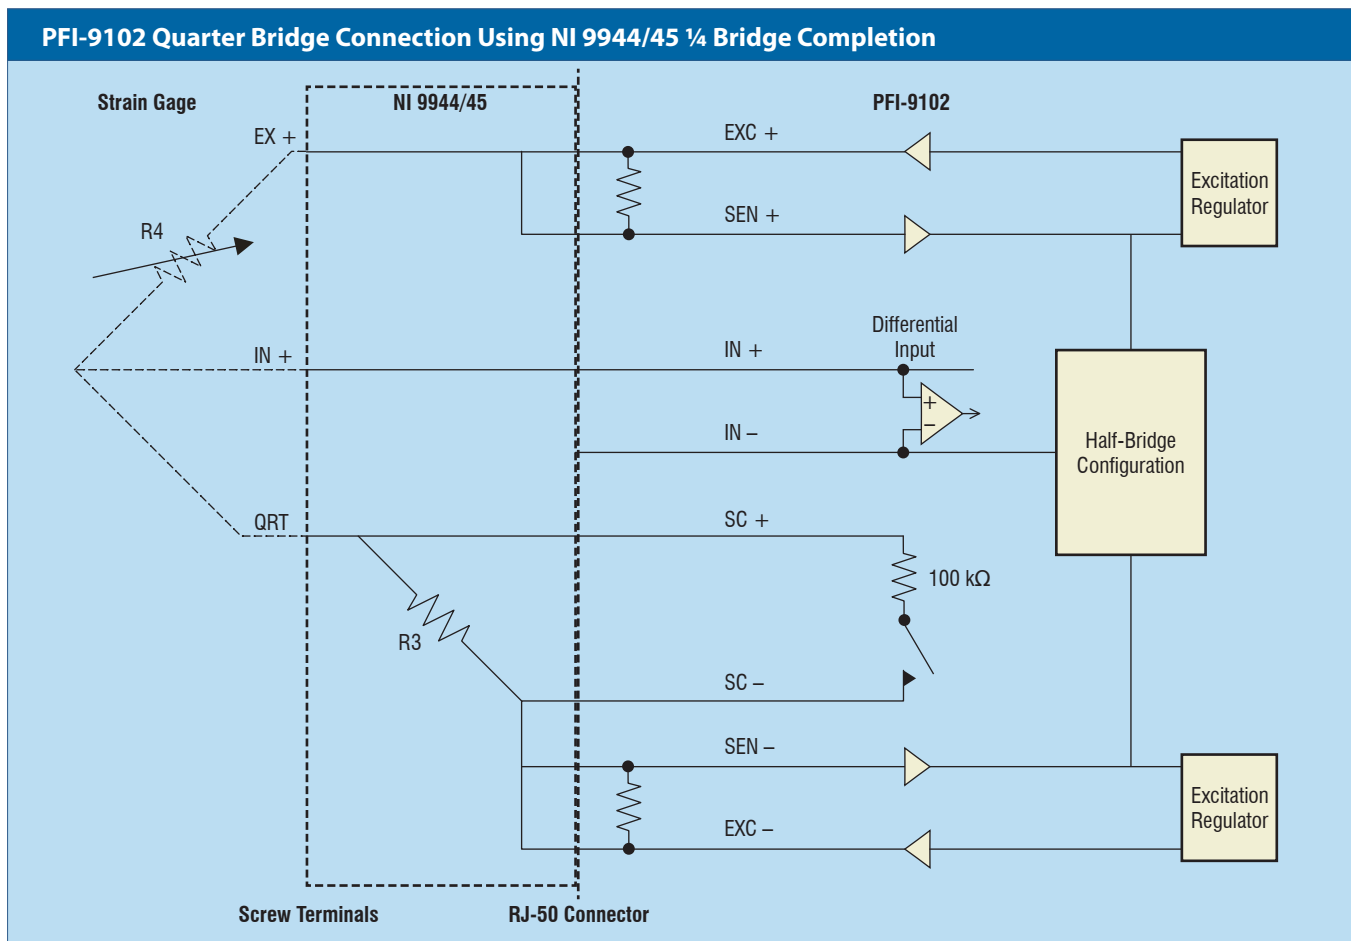 PFI-9102 Quarter Bridge Connection Using NI 9944/45 ¼ Bridge Completion
Strain Gage
NI 9944/45
PFI-9102
EX +
EXC +
Excitation
Regulator
SEN +
R4
Differential
Input
IN +
IN +
+
−
IN –
Half-Bridge
Configuration
QRT
SC +
100 kΩ
R3
SC –
SEN –
Excitation
Regulator
EXC –
Screw Terminals
RJ-50 Connector